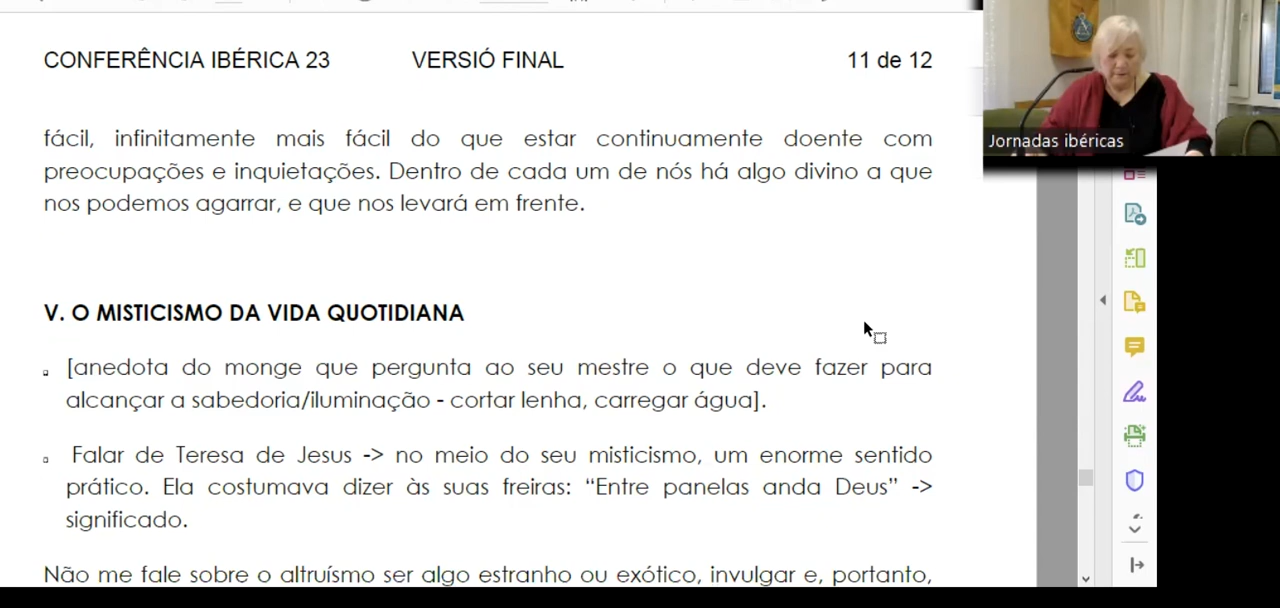 CONFERÊNCIA IBÉRICA 23 VERSIÓ FINAL 11 de 12
fácil, infinitamente mais fácil do que estar continuamente doente com
preocupações e inquietações. Dentro de cada um de nós há algo divino a que
nos podemos agarrar, e que nos levará em frente.
Jornadas ibéricas
V. O MISTICISMO DA VIDA QUOTIDIANA
[anedota do monge que pergunta ao seu mestre o que deve fazer para
alcançar a sabedoria/iluminação - cortar lenha, carregar água].
Falar de Teresa de Jesus -> no meio do seu misticismo, um enorme sentido
prático. Ela costumava dizer às suas freiras: “Entre panelas anda Deus” ->
significado.
Não me fale sobre o altruísmo ser algo estranho ou exótico, invulgar e, portanto,